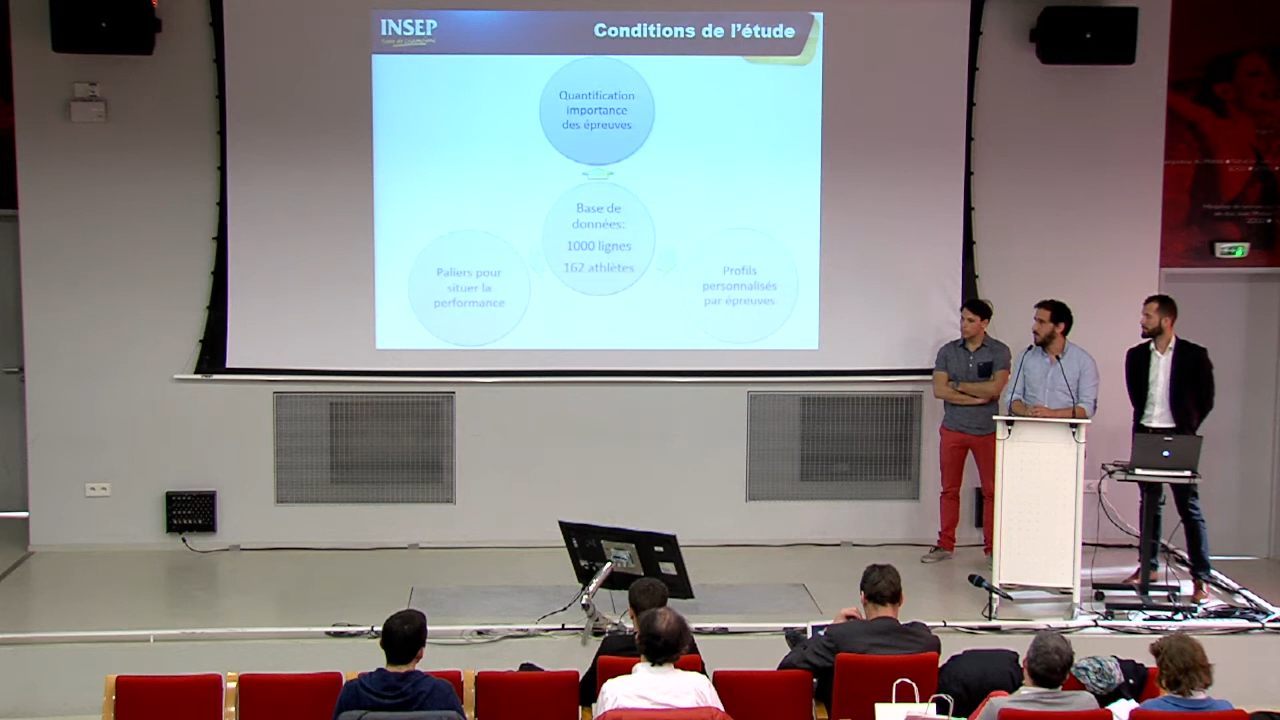 INSEP
Conditions de l'étude
Quantification
importance
des épreuves
Base de
données:
1000 lignes
162 athlètes
Paliers pour
situer la
performance
Profils
personnalisés
par épreuves